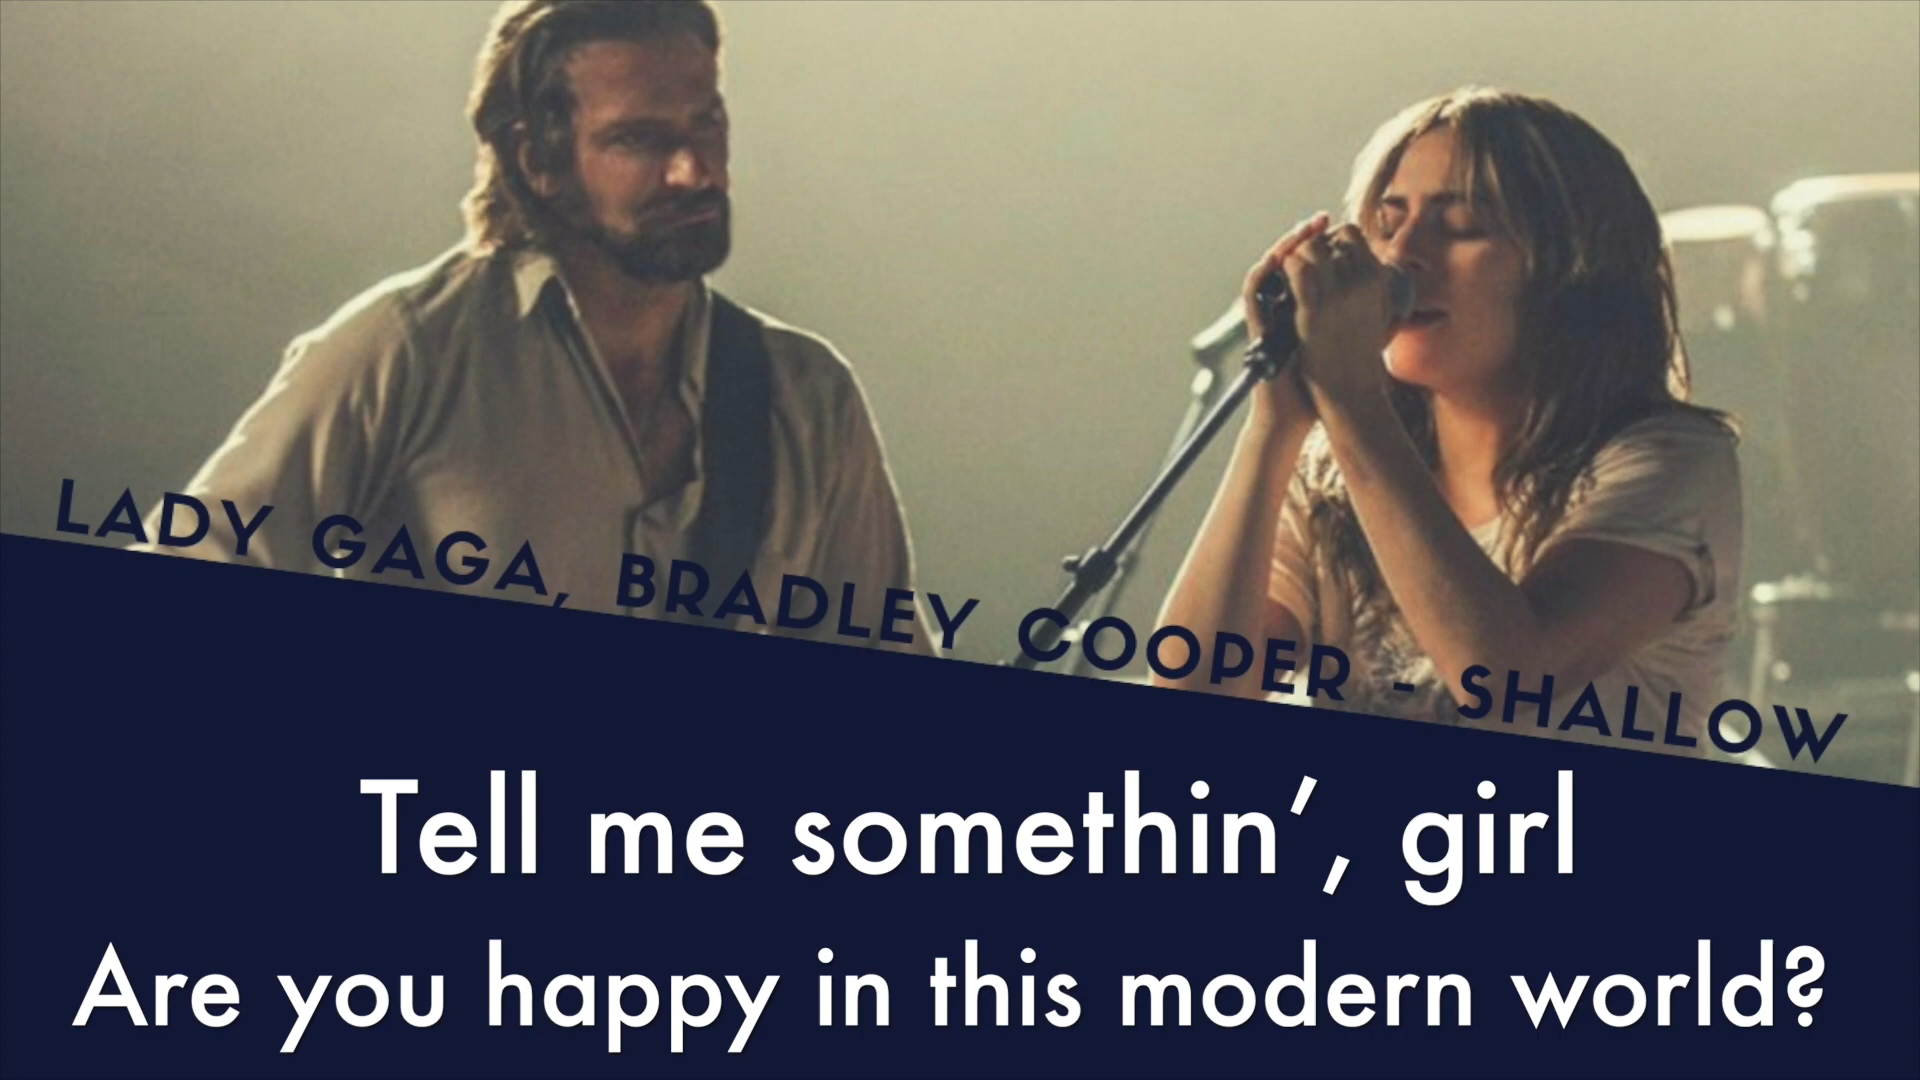 LADY GAGA, BRADLEY COOPER - SHALLOW
Tell me somethin’, girl
Are you happy in this modern world?